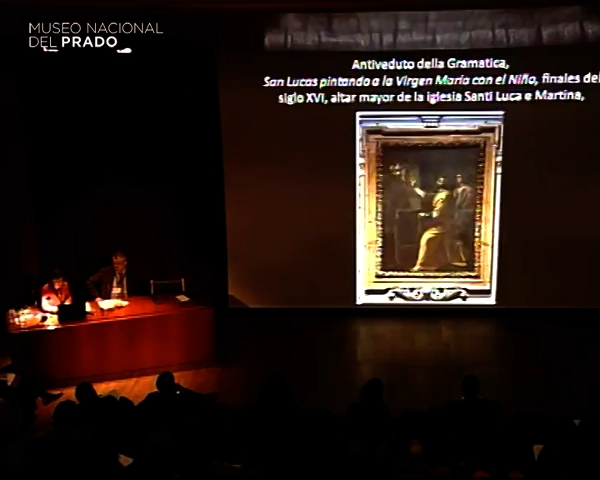 MUSEO NACIONAL
DEL PRADO
Antiveduto della Gramatica,
San Lucas pintando a la Virgen María con el Niño, finales del
siglo XVI, altar mayor de la iglesia Santi Luca e Martina,